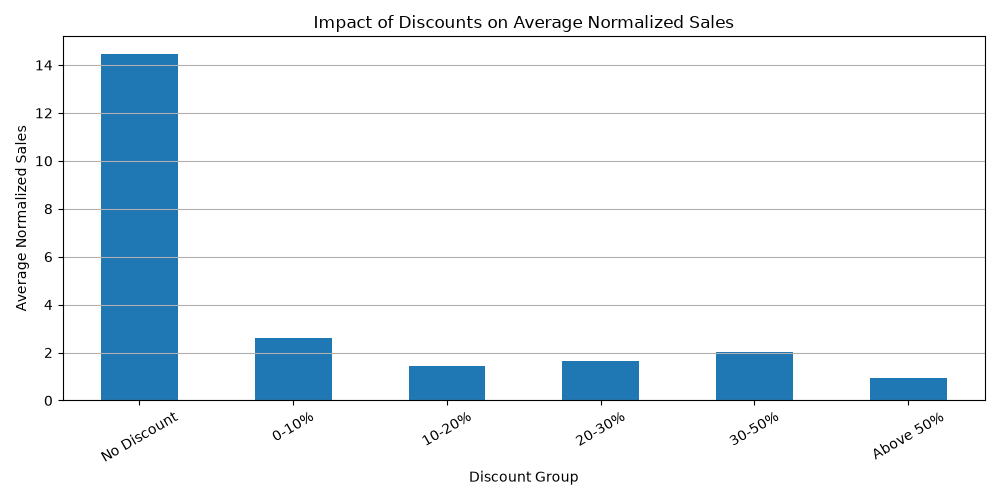 Impact of Discounts on Average Normalized Sales
Average Normalized Sales
14
12
10
8
6
4
2
0
No Discount
0-10%
10-20%
20-30%
30-50%
Above 50%
Discount Group